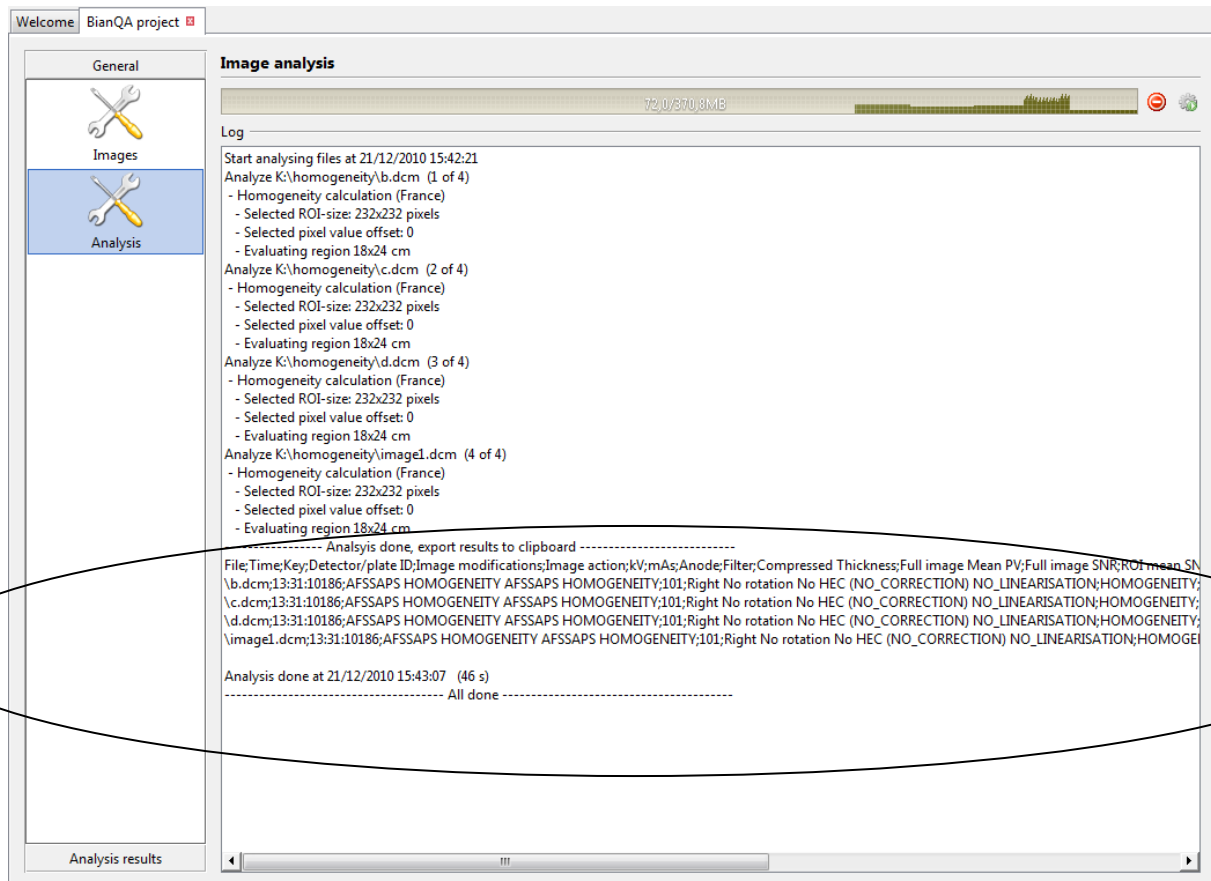 Welcome
BianQA project
General
Images
Analysis
Analysis results
Image analysis
72,0/370,8MB
Log
Start analysing files at 21/12/2010 15:42:21
Analyze K:\homogeneity\b.dcm (1 of 4)
- Homogeneity calculation (France)
- Selected ROI-size: 232x232 pixels
- Selected pixel value offset: 0
- Evaluating region 18x24 cm
Analyze K:\homogeneity\c.dcm (2 of 4)
- Homogeneity calculation (France)
- Selected ROI-size: 232x232 pixels
- Selected pixel value offset: 0
- Evaluating region 18x24 cm
Analyze K:\homogeneity\d.dcm (3 of 4)
- Homogeneity calculation (France)
- Selected ROI-size: 232x232 pixels
- Selected pixel value offset: 0
- Evaluating region 18x24 cm
Analyze K:\homogeneity\image1.dcm (4 of 4)
- Homogeneity calculation (France)
- Selected ROI-size: 232x232 pixels
- Selected pixel value offset: 0
- Evaluating region 18x24 cm
----------------- Analsyis done, export results to clipboard ---------------------------
File;Time;Key;Detector/plate ID;Image modifications;Image action;kV;mAs;Anode;Filter;Compressed Thickness;Full image Mean PV;Full image SNR;ROI mean SN
\b.dcm;13:31:10186;AFSSAPS HOMOGENEITY AFSSAPS HOMOGENEITY;101;Right No rotation No HEC (NO_CORRECTION) NO_LINEARISATION;HOMOGENEITY;
\c.dcm;13:31:10186;AFSSAPS HOMOGENEITY AFSSAPS HOMOGENEITY;101;Right No rotation No HEC (NO_CORRECTION) NO_LINEARISATION;HOMOGENEITY;
\d.dcm;13:31:10186;AFSSAPS HOMOGENEITY AFSSAPS HOMOGENEITY;101;Right No rotation No HEC (NO_CORRECTION) NO_LINEARISATION;HOMOGENEITY;
\image1.dcm;13:31:10186;AFSSAPS HOMOGENEITY AFSSAPS HOMOGENEITY;101;Right No rotation No HEC (NO_CORRECTION) NO_LINEARISATION;HOMOGEI
Analysis done at 21/12/2010 15:43:07 (46 s)
-------------------------------------- All done ----------------------------------------